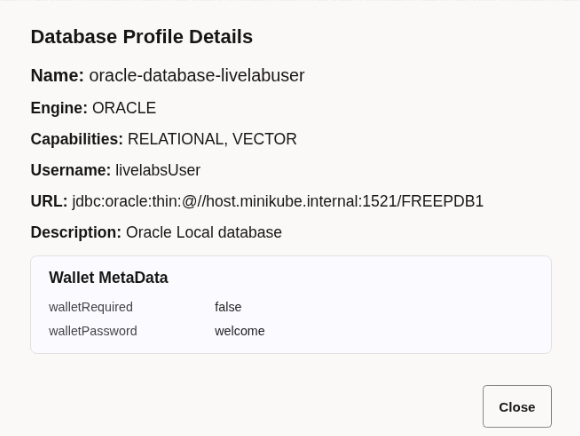 Database Profile Details
Name: oracle-database-livelabuser
Engine: ORACLE
Capabilities: RELATIONAL, VECTOR
Username: livelabsUser
URL: jdbc:oracle:thin:@//host.minikube.internal:1521/FREEPDB1
Description: Oracle Local database
Wallet MetaData
walletRequired false
walletPassword welcome
Close